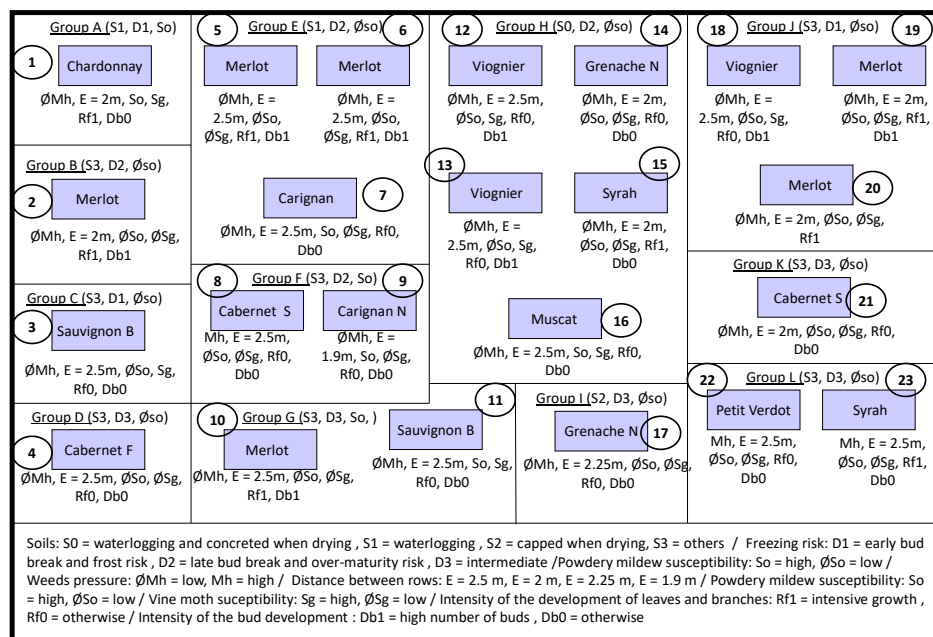 Group A (S1, D1, So)
1
Chardonnay
ØMh, E = 2m, So, Sg,
Rf1, Db0
Group B (S3, D2, Øso)
2
Merlot
ØMh, E = 2m, ØSo, ØSg,
Rf1, Db1
Group C (S3, D1, Øso)
3
Sauvignon B
ØMh, E = 2.5m, ØSo, Sg,
Rf0, Db0
Group D (S3, D3, Øso)
4
Cabernet F
ØMh, E = 2.5m, ØSo, ØSg,
Rf0, Db0
5
Group E (S1, D2, Øso)
6
Merlot
ØMh, E =
2.5m, ØSo,
ØSg, Rf1, Db1
Merlot
ØMh, E =
2.5m, ØSo,
ØSg, Rf1, Db1
Carignan
7
ØMh, E = 2.5m, So, ØSg, Rf0,
Db0
8
Group F (S3, D2, So)
9
Cabernet S
Mh, E = 2.5m,
ØSo, ØSg, Rf0,
Db0
Carignan N
ØMh, E =
1.9m, So, ØSg,
Rf0, Db0
10
Group G (S3, D3, So, )
11
Merlot
ØMh, E = 2.5m, ØSo, ØSg,
Rf1, Db1
Sauvignon B
ØMh, E = 2.5m, So, Sg,
Rf0, Db0
12
Group H (S0, D2, Øso)
14
Viognier
ØMh, E = 2.5m,
ØSo, Sg, Rf0,
Db1
Grenache N
ØMh, E = 2m,
ØSo, ØSg, Rf0,
Db0
13
Viognier
ØMh, E =
2.5m, ØSo, Sg,
Rf0, Db1
15
Syrah
ØMh, E = 2m,
ØSo, ØSg, Rf1,
Db0
Muscat
16
ØMh, E = 2.5m, So, Sg, Rf0,
Db0
Group I (S2, D3, Øso)
Grenache N
17
ØMh, E = 2.25m, ØSo, ØSg,
Rf0, Db0
18
Group J (S3, D1, Øso)
19
Viognier
ØMh, E =
2.5m, ØSo, Sg,
Rf0, Db1
Merlot
ØMh, E = 2m,
ØSo, ØSg, Rf1,
Db1
Merlot
20
ØMh, E = 2m, ØSo, ØSg,
Rf1
Group K (S3, D3, Øso)
Cabernet S
21
ØMh, E = 2m, ØSo, ØSg,
Rf0, Db0
22
Group L (S3, D3, ØSo)
23
Petit Verdot
Mh, E = 2.5m,
ØSo, ØSg, Rf0,
Db0
Syrah
Mh, E = 2.5m,
ØSo, ØSg, Rf1,
Db0
Soils: S0 = waterlogging and concreted when drying , S1 = waterlogging , S2 = capped when drying, S3 = others / Freezing risk: D1 = early bud
break and frost risk , D2 = late bud break and over-maturity risk , D3 = intermediate /Powdery mildew susceptibility: So = high, ØSo = low /
Weeds pressure: ØMh = low, Mh = high / Distance between rows: E = 2.5 m, E = 2 m, E = 2.25 m, E = 1.9 m / Powdery mildew susceptibility: So
= high, ØSo = low / Vine moth suceptibility: Sg = high, ØSg = low / Intensity of the development of leaves and branches: Rf1 = intensive growth ,
Rf0 = otherwise / Intensity of the bud development : Db1 = high number of buds , Db0 = otherwise